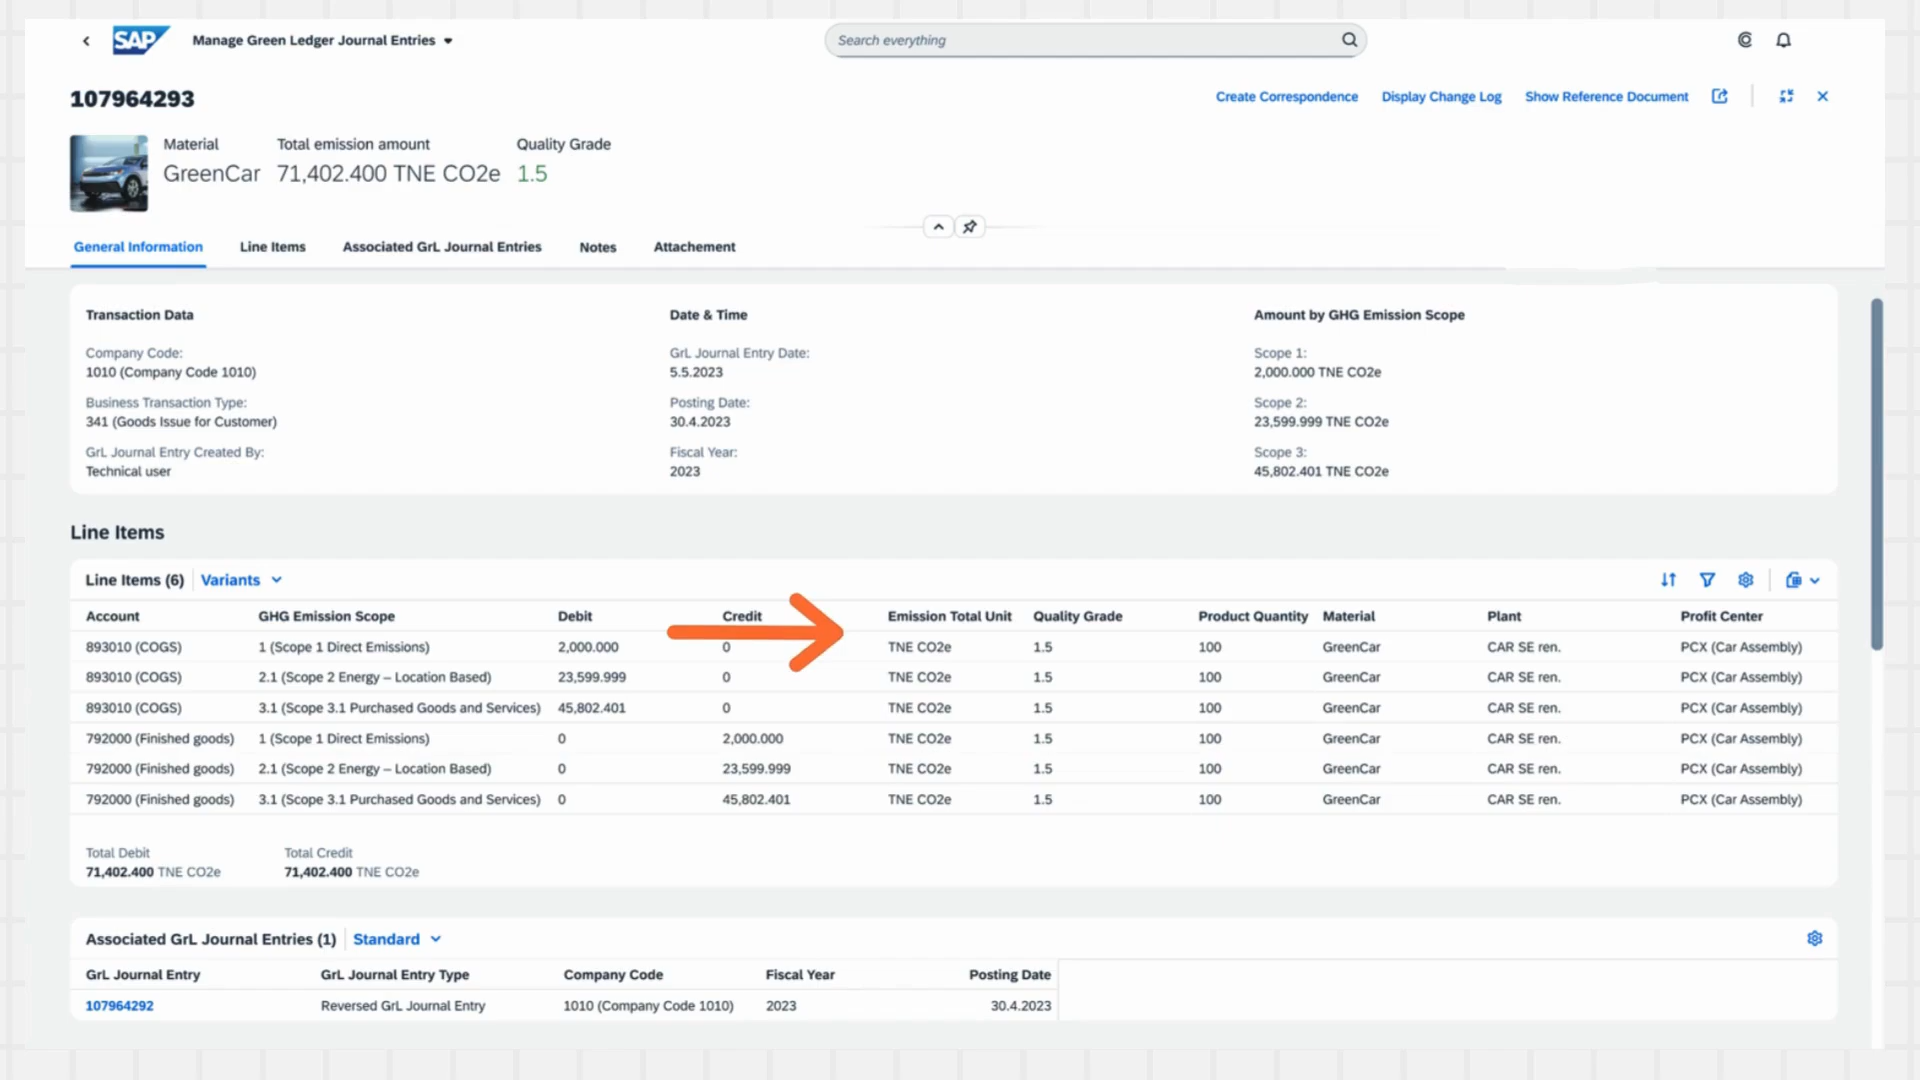 SAP Manage Green Ledger Journal Entries
Search everything
107964293
Create Correspondence Display Change Log Show Reference Document
Material Total emission amount Quality Grade
GreenCar 71,402.400 TNE CO2e 1.5
General Information Line Items Associated GrL Journal Entries Notes Attachement
Transaction Data Date & Time Amount by GHG Emission Scope
Company Code: GrL Journal Entry Date: Scope 1:
1010 (Company Code 1010) 5.5.2023 2,000.000 TNE CO2e
Business Transaction Type: Posting Date: Scope 2:
341 (Goods Issue for Customer) 30.4.2023 23,599.999 TNE CO2e
GrL Journal Entry Created By: Fiscal Year: Scope 3:
Technical user 2023 45,802.401 TNE CO2e
Line Items
Line Items (6) Variants
Account GHG Emission Scope Debit Credit Emission Total Unit Quality Grade Product Quantity Material Plant Profit Center
893010 (COGS) 1 (Scope 1 Direct Emissions) 2,000.000 0 TNE CO2e 1.5 100 GreenCar CAR SE ren. PCX (Car Assembly)
893010 (COGS) 2.1 (Scope 2 Energy – Location Based) 23,599.999 0 TNE CO2e 1.5 100 GreenCar CAR SE ren. PCX (Car Assembly)
893010 (COGS) 3.1 (Scope 3.1 Purchased Goods and Services) 45,802.401 0 TNE CO2e 1.5 100 GreenCar CAR SE ren. PCX (Car Assembly)
792000 (Finished goods) 1 (Scope 1 Direct Emissions) 0 2,000.000 TNE CO2e 1.5 100 GreenCar CAR SE ren. PCX (Car Assembly)
792000 (Finished goods) 2.1 (Scope 2 Energy – Location Based) 0 23,599.999 TNE CO2e 1.5 100 GreenCar CAR SE ren. PCX (Car Assembly)
792000 (Finished goods) 3.1 (Scope 3.1 Purchased Goods and Services) 0 45,802.401 TNE CO2e 1.5 100 GreenCar CAR SE ren. PCX (Car Assembly)
Total Debit Total Credit
71,402.400 TNE CO2e 71,402.400 TNE CO2e
Associated GrL Journal Entries (1) Standard
GrL Journal Entry GrL Journal Entry Type Company Code Fiscal Year Posting Date
107964292 Reversed GrL Journal Entry 1010 (Company Code 1010) 2023 30.4.2023